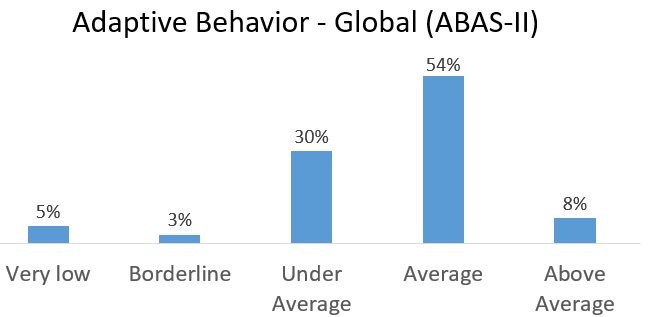 Adaptive Behavior - Global (ABAS-II)
54%
30%
5%
3%
8%
Very low
Borderline
Under
Average
Average
Above
Average